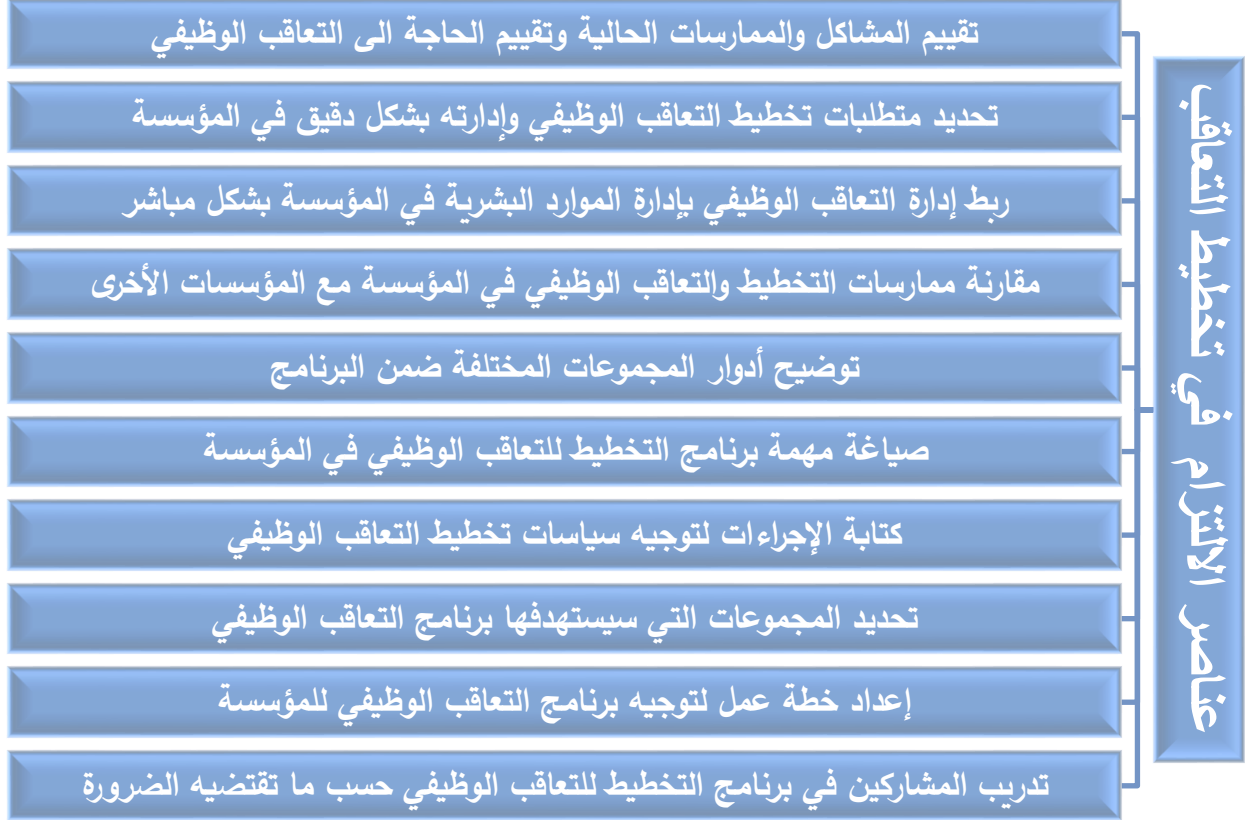 عناصر الالتزام في تخطيط التعاقب
تقييم المشاكل والممارسات الحالية وتقييم الحاجة الى التعاقب الوظيفي
تحديد متطلبات تخطيط التعاقب الوظيفي وإدارته بشكل دقيق في المؤسسة
ربط إدارة التعاقب الوظيفي بإدارة الموارد البشرية في المؤسسة بشكل مباشر
مقارنة ممارسات التخطيط والتعاقب الوظيفي في المؤسسة مع المؤسسات الأخرى
توضيح أدوار المجموعات المختلفة ضمن البرنامج
صياغة مهمة برنامج التخطيط للتعاقب الوظيفي في المؤسسة
كتابة الإجراءات لتوجيه سياسات تخطيط التعاقب الوظيفي
تحديد المجموعات التي سيستهدفها برنامج التعاقب الوظيفي
إعداد خطة عمل لتوجيه برنامج التعاقب الوظيفي للمؤسسة
تدريب المشاركين في برنامج التخطيط للتعاقب الوظيفي حسب ما تقتضيه الضرورة